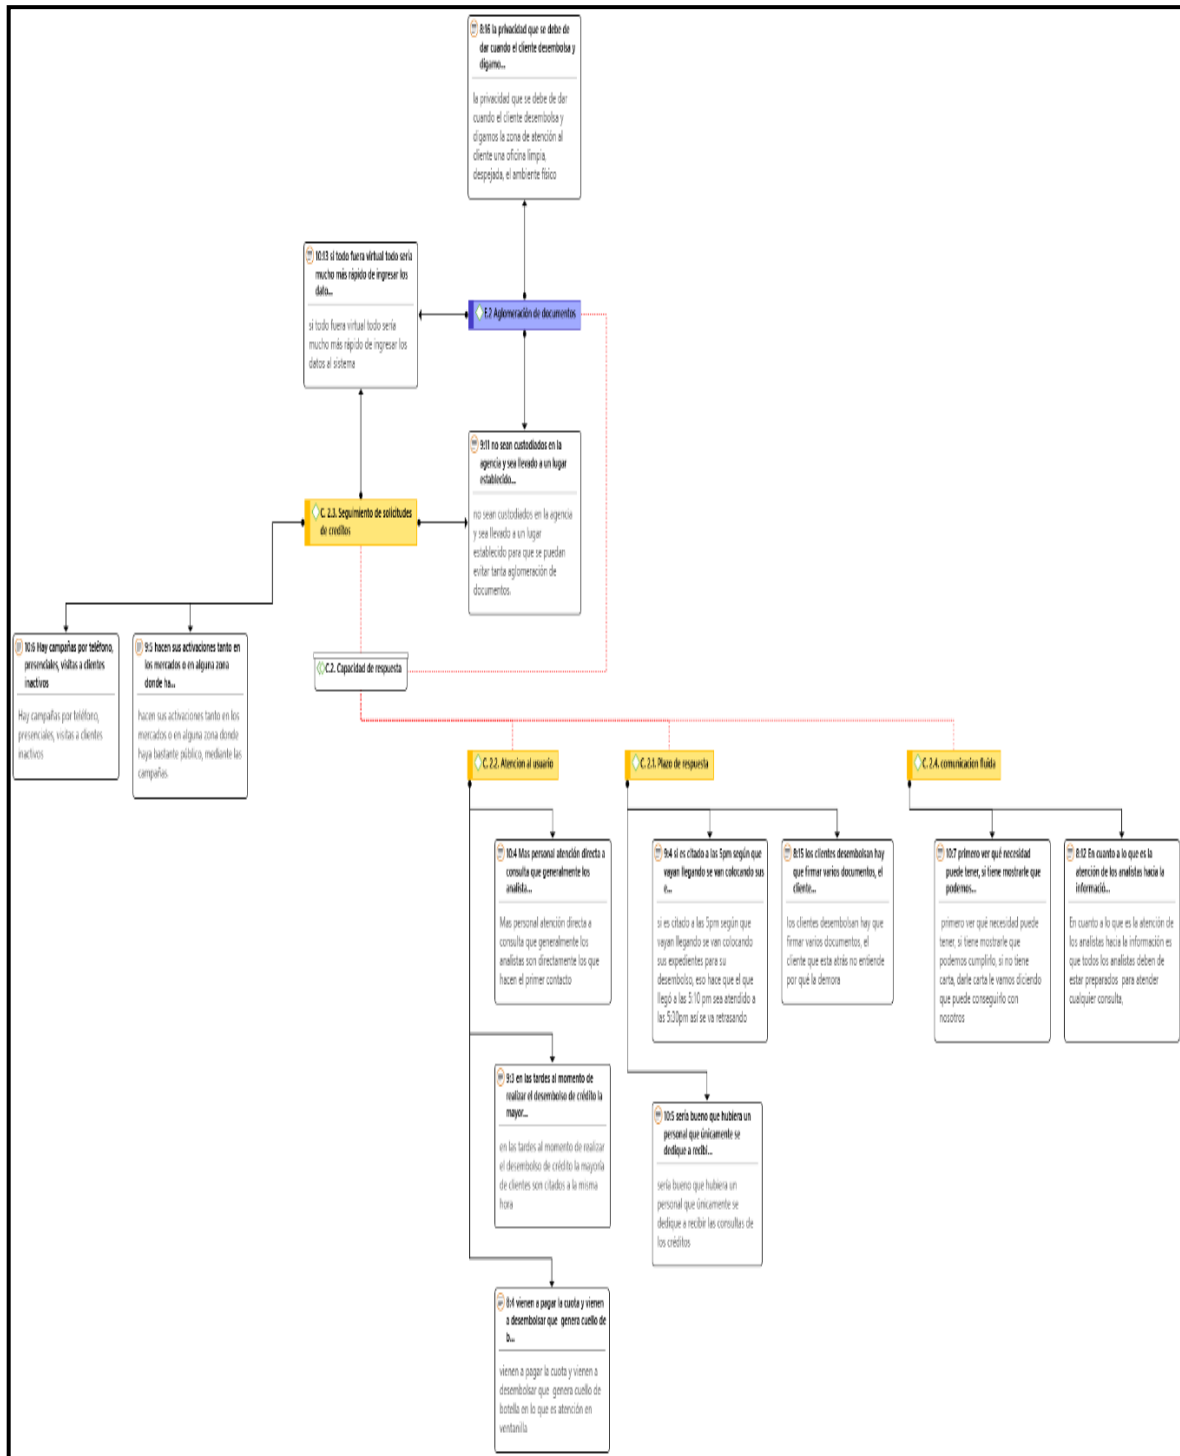 8:16 la privacidad que se debe de
dar cuando el cliente desembolsa y
digamo...
la privacidad que se debe de dar
cuando el cliente desembolsa y
digamos la zona de atención al
cliente una oficina limpia,
despejada, el ambiente físico
10:13 si todo fuera virtual todo sería
mucho más rápido de ingresar los
dato...
si todo fuera virtual todo sería
mucho más rápido de ingresar los
datos al sistema
E.2 Aglomeración de documentos
9:11 no sean custodiados en la
agencia y sea llevado a un lugar
establecido...
no sean custodiados en la agencia
y sea llevado a un lugar
establecido para que se puedan
evitar tanta aglomeración de
documentos.
C. 2.3. Seguimiento de solicitudes
de creditos
10:6 Hay campañas por teléfono,
presenciales, visitas a clientes
inactivos
Hay campañas por teléfono,
presenciales, visitas a clientes
inactivos
9:5 hacen sus activaciones tanto en
los mercados o en alguna zona
donde ha...
hacen sus activaciones tanto en los
mercados o en alguna zona donde
haya bastante público, mediante las
campañas
C.2. Capacidad de respuesta
C. 2.2. Atencion al usuario
C. 2.1. Plazo de respuesta
C. 2.4. comunicacion fluida
10:4 Mas personal atención directa a
consulta que generalmente los
analista...
Mas personal atención directa a
consulta que generalmente los
analistas son directamente los que
hacen el primer contacto
9:4 si es citado a las 5pm según que
vayan llegando se van colocando sus
e...
si es citado a las 5pm según que
vayan llegando se van colocando
sus expedientes para su
desembolso, eso hace que el que
llegó a las 5:10 pm sea atendido a
las 5:30pm así se va retrasando
8:15 los clientes desembolsan hay
que firmar varios documentos, el
cliente...
los clientes desembolsan hay que
firmar varios documentos, el
cliente que esta atrás no entiende
por qué la demora
10:7 primero ver qué necesidad
puede tener, si tiene mostrarle que
podemos...
primero ver qué necesidad puede
tener, si tiene mostrarle que
podemos cumplirlo, si no tiene
carta, darle carta le vamos diciendo
que puede conseguirlo con
nosotros
8:12 En cuanto a lo que es la
atención de los analistas hacia la
informació...
En cuanto a lo que es la atención de
los analistas hacia la información es
que todos los analistas deben de
estar preparados para atender
cualquier consulta,
9:3 en las tardes al momento de
realizar el desembolso de crédito la
mayor...
en las tardes al momento de realizar
el desembolso de crédito la mayoría
de clientes son citados a la misma
hora
10:5 sería bueno que hubiera un
personal que únicamente se
dedique a recibi...
sería bueno que hubiera un
personal que únicamente se
dedique a recibir las consultas de
los créditos
8:4 vienen a pagar la cuota y vienen
a desembolsar que genera cuello de
b...
vienen a pagar la cuota y vienen a
desembolsar que genera cuello de
botella en lo que es atención en
ventanilla